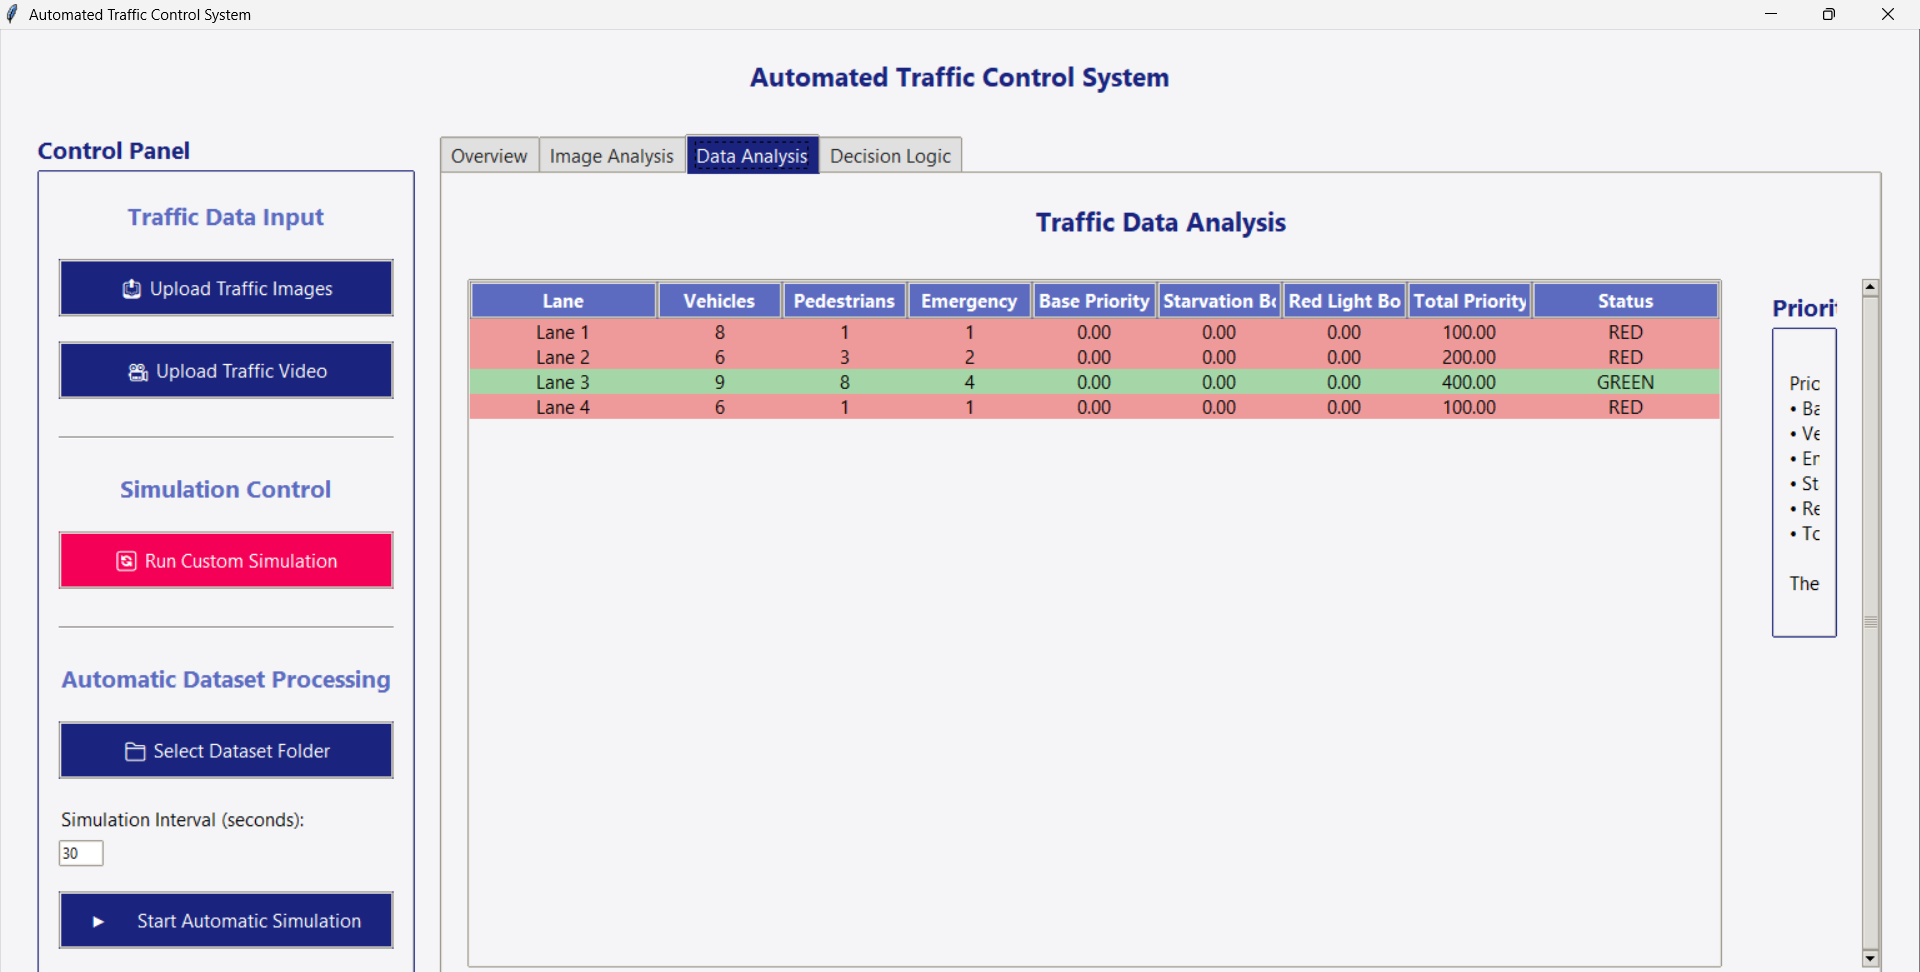 Automated Traffic Control System
Automated Traffic Control System
Control Panel
Traffic Data Input
Upload Traffic Images
Upload Traffic Video
Simulation Control
Run Custom Simulation
Automatic Dataset Processing
Select Dataset Folder
Simulation Interval (seconds):
30
Start Automatic Simulation
Overview Image Analysis Data Analysis Decision Logic
Traffic Data Analysis
Lane Vehicles Pedestrians Emergency Base Priority Starvation Bo Red Light Bo Total Priority Status
Lane 1 8 1 1 0.00 0.00 0.00 100.00 RED
Lane 2 6 3 2 0.00 0.00 0.00 200.00 RED
Lane 3 9 8 4 0.00 0.00 0.00 400.00 GREEN
Lane 4 6 1 1 0.00 0.00 0.00 100.00 RED
Priorit
Pric
• Ba
• Ve
• Er
• St
• Re
• Tc
The